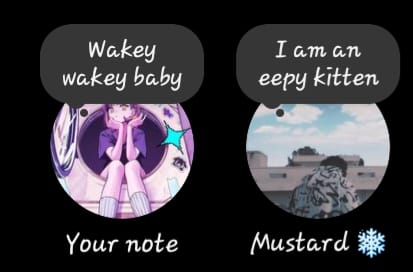 Wakey
wakey baby
I am an
eepy kitten
Your note
Mustard ❄️